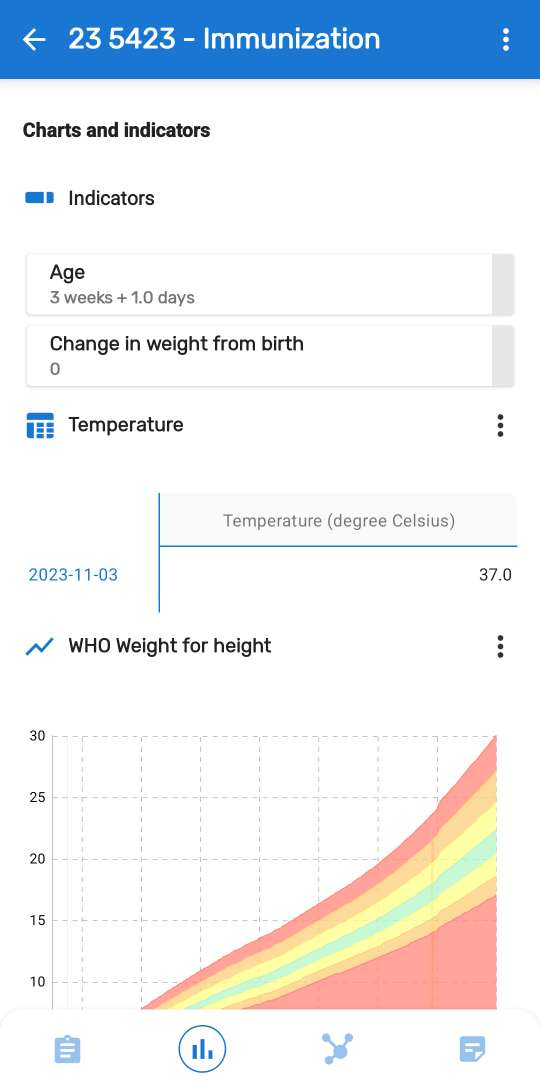 23 5423 - Immunization
Charts and indicators
Indicators
Age
3 weeks + 1.0 days
Change in weight from birth
0
Temperature
Temperature (degree Celsius)
2023-11-03
37.0
WHO Weight for height
30
25
20
15
10